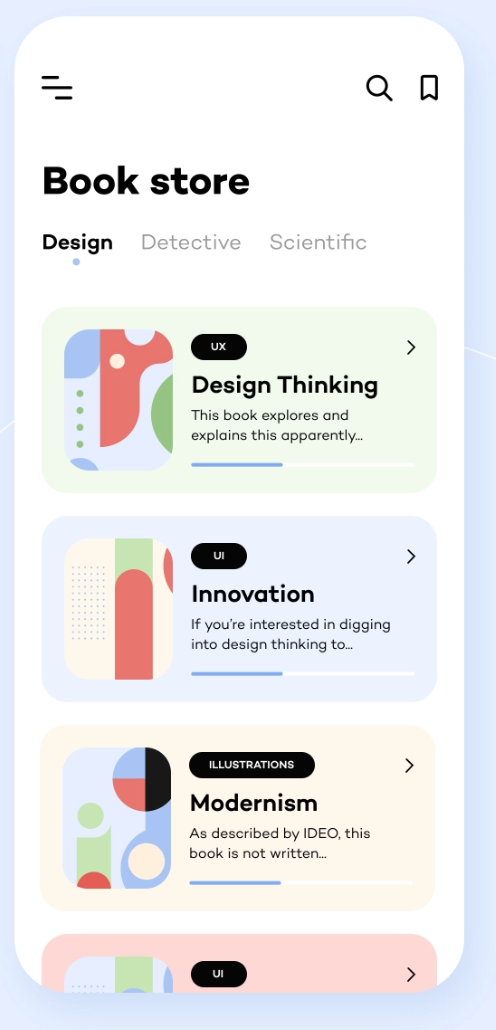 Book store
Design Detective Scientific
UX
Design Thinking
This book explores and
explains this apparently...
UI
Innovation
If you're interested in digging
into design thinking to...
ILLUSTRATIONS
Modernism
As described by IDEO, this
book is not written...
UI